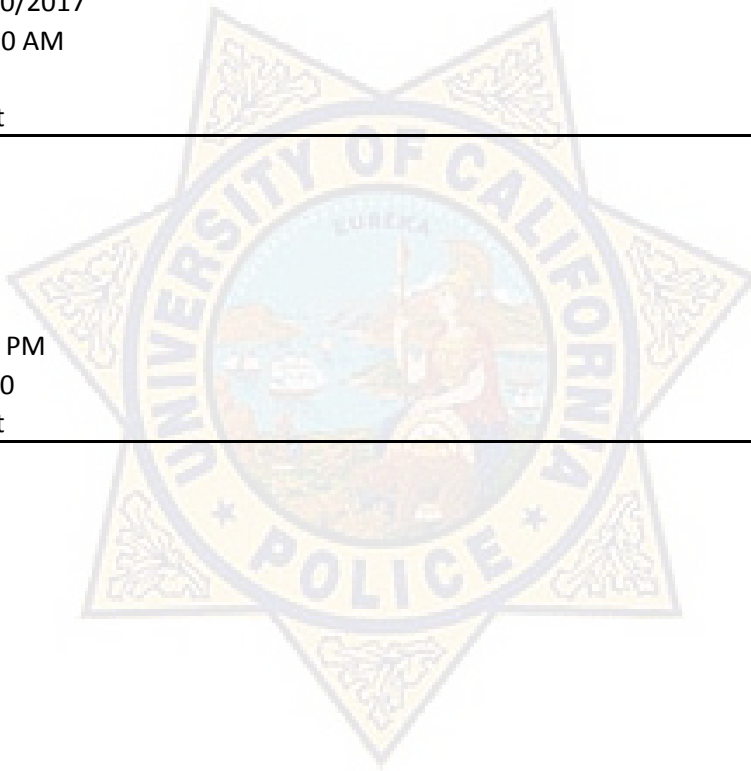 0/2017
0 AM
t
UNIVERSITY OF CALIFORNIA
EUREKA
PM
0
t
* POLICE *